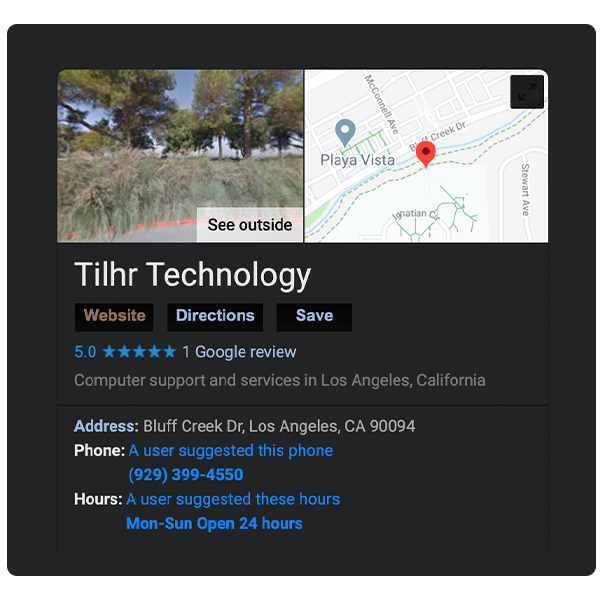 McConnell Ave
Bluff Creek Dr
Playa Vista
Stewart Ave
Ignatian Cir
See outside
Tilhr Technology
Website
Directions
Save
5.0 ★★★★★ 1 Google review
Computer support and services in Los Angeles, California
Address: Bluff Creek Dr, Los Angeles, CA 90094
Phone: A user suggested this phone
(929) 399-4550
Hours: A user suggested these hours
Mon-Sun Open 24 hours